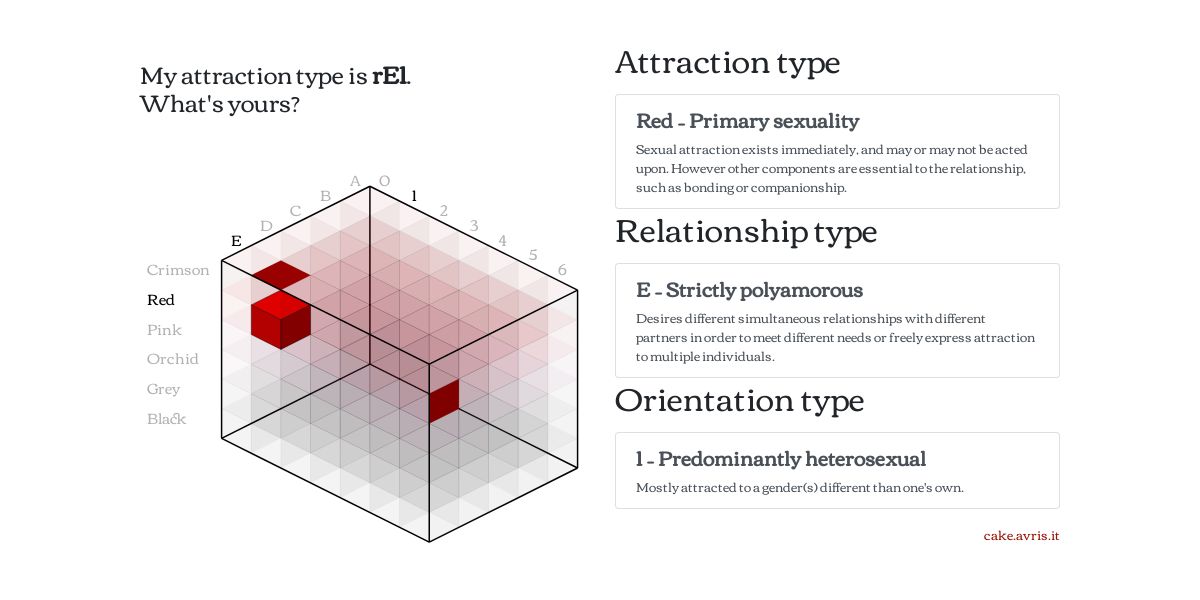 My attraction type is rE1.
What's yours?
A
O
B
1
C
2
D
3
E
4
5
6
Crimson
Red
Pink
Orchid
Grey
Black
Attraction type
Red - Primary sexuality
Sexual attraction exists immediately, and may or may not be acted
upon. However other components are essential to the relationship,
such as bonding or companionship.
Relationship type
E - Strictly polyamorous
Desires different simultaneous relationships with different
partners in order to meet different needs or freely express attraction
to multiple individuals.
Orientation type
1 - Predominantly heterosexual
Mostly attracted to a gender(s) different than one's own.
cake.avris.it